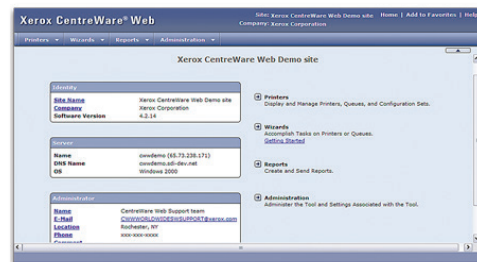 Xerox CentreWare® Web
Site: Xerox CentreWare Web Demo site Home | Add to Favorites | Help
Company: Xerox Corporation
Printers Wizards Reports Administration
Xerox CentreWare Web Demo site
Identity
Site Name Xerox CentreWare Web Demo site
Company Xerox Corporation
Software Version 4.2.14
Server
Name cwwdemo (65.73.238.171)
DNS Name cwwdemo.sdi-dev.net
OS Windows 2000
Administrator
Name CentreWare Web Support team
E-Mail CWWWORLDWIDESWSUPPORT@xerox.com
Location Rochester, NY
Phone xxx-xxx-xxxx
Comment
Printers
Display and Manage Printers, Queues, and Configuration Sets.
Wizards
Accomplish Tasks on Printers or Queues.
Getting Started
Reports
Create and Send Reports.
Administration
Administer the Tool and Settings Associated with the Tool.